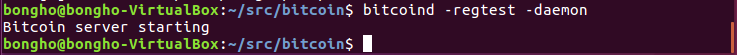 bongho@bongho-VirtualBox:~/src/bitcoin$ bitcoind -regtest -daemon
Bitcoin server starting
bongho@bongho-VirtualBox:~/src/bitcoin$